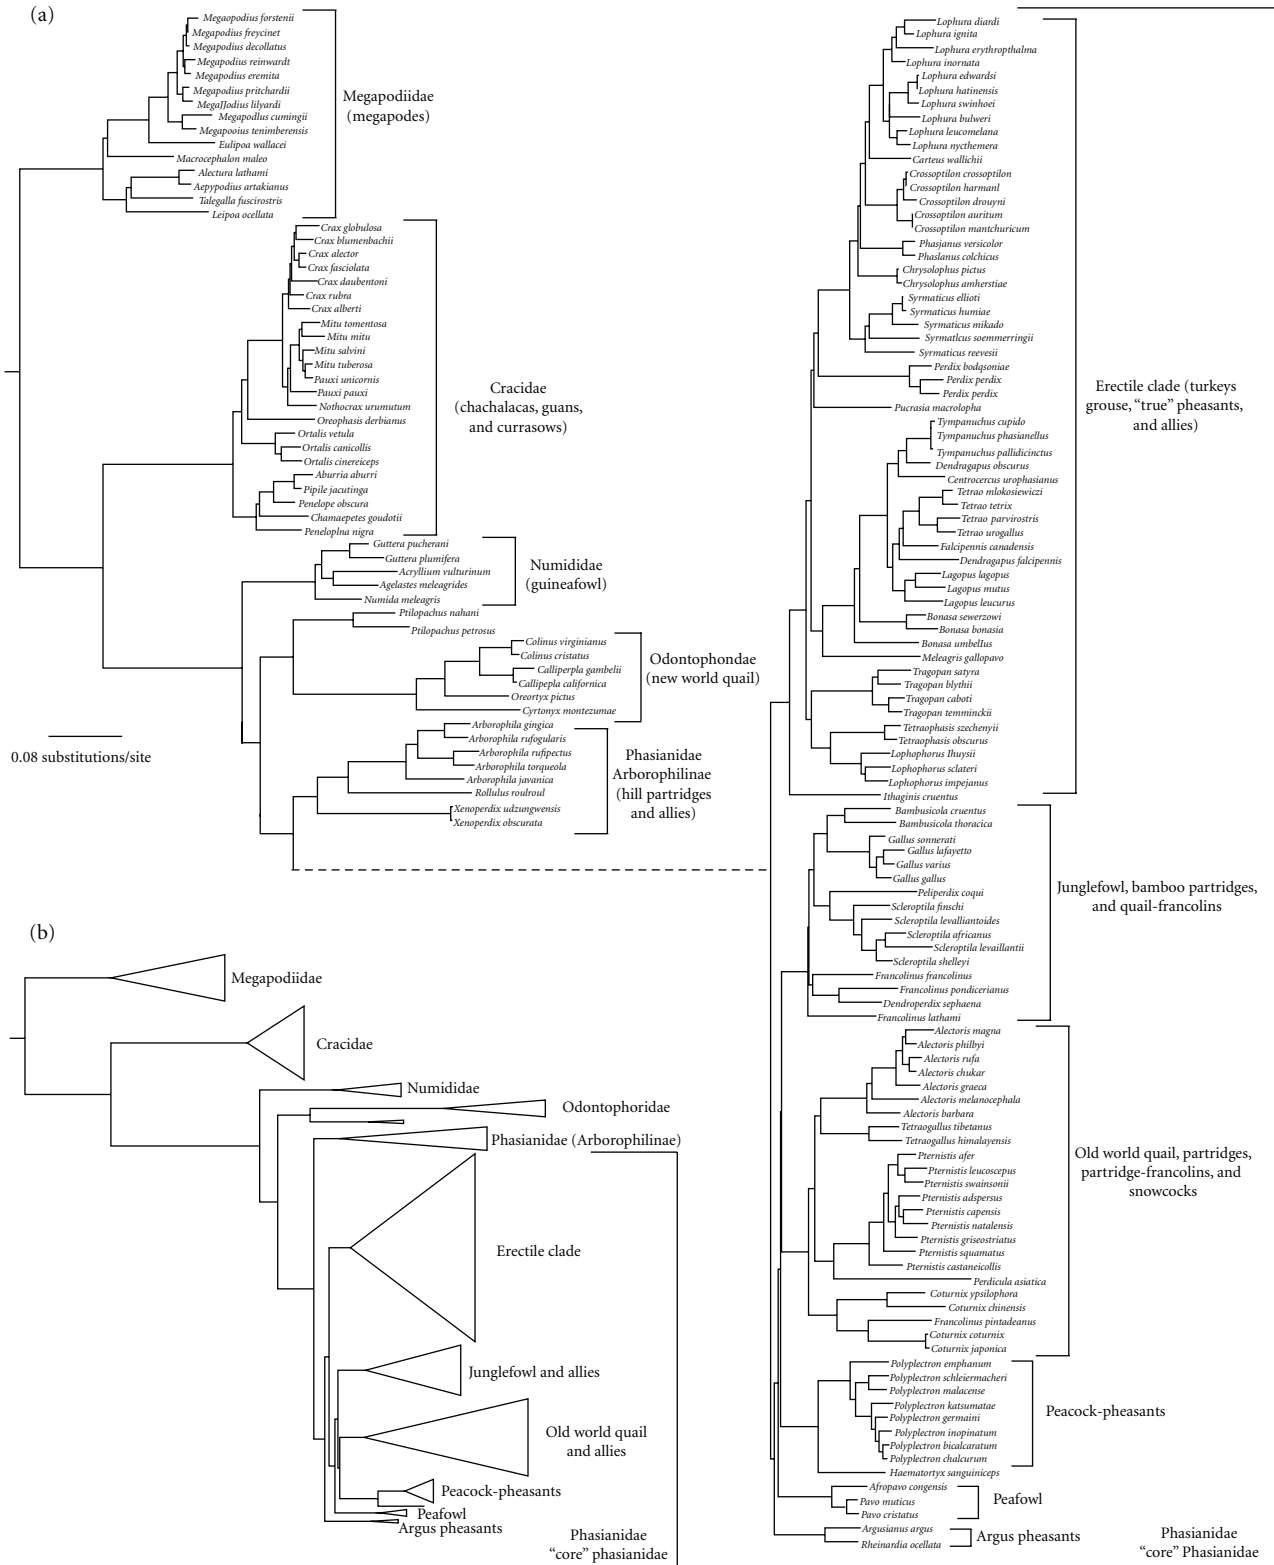 (a)
Megaopodius forstenii
Megapodius freycinet
Megapodius decollatus
Megapodius reinwardt
Megapodius eremita
Megapodius pritchardii
MegaJJodius lilyardi
Megapodlus cumingii
Megapooius tenimberensis
Eulipoa wallacei
Macrocephalon maleo
Alectura lathami
Aepypodius artakianus
Talegalla fuscirostris
Leipoa ocellata
Megapodiidae
(megapodes)
Crax globulosa
Crax blumenbachii
Crax alector
Crax fasciolata
Crax daubentoni
Crax rubra
Crax alberti
Mitu tomentosa
Mitu mitu
Mitu salvini
Mitu tuberosa
Pauxi unicornis
Pauxi pauxi
Nothocrax urumutum
Oreophasis derbianus
Ortalis vetula
Ortalis canicollis
Ortalis cinereiceps
Aburria aburri
Pipile jacutinga
Penelope obscura
Chamaepetes goudotii
Peneloplna nigra
Cracidae
(chachalacas, guans,
and currasows)
Guttera pucherani
Guttera plumifera
Acryllium vulturinum
Agelastes meleagrides
Numida meleagris
Numididae
(guineafowl)
Ptilopachus nahani
Ptilopachus petrosus
Colinus virginianus
Colinus cristatus
Calliperpla gambelii
Callipepla californica
Oreortyx pictus
Cyrtonyx montezumae
Odontophondae
(new world quail)
Arborophila gingica
Arborophila rufogularis
Arborophila rufipectus
Arborophila torqueola
Arborophila javanica
Rollulus roulroul
Xenoperdix udzungwensis
Xenoperdix obscurata
Phasianidae
Arborophilinae
(hill partridges
and allies)
0.08 substitutions/site
Lophura diardi
Lophura ignita
Lophura erythropthalma
Lophura inornata
Lophura edwardsi
Lophura hatinensis
Lophura swinhoei
Lophura bulweri
Lophura leucomelana
Lophura nycthemera
Carteus wallichii
Crossoptilon crossoptilon
Crossoptilon harmanl
Crossoptilon drouyni
Crossoptilon auritum
Crossoptilon mantchuricum
Phasjanus versicolor
Phaslanus colchicus
Chrysolophus pictus
Chrysolophus amherstiae
Syrmaticus ellioti
Syrmaticus humiae
Syrmaticus mikado
Syrmatlcus soemmerringii
Syrmaticus reevesii
Perdix bodqsoniae
Perdix perdix
Perdix perdix
Pucrasia macrolopha
Tympanuchus cupido
Tympanuchus phasianellus
Tympanuchus pallidicinctus
Dendragapus obscurus
Centrocercus urophasianus
Tetrao mlokosiewiczi
Tetrao tetrix
Tetrao parvirostris
Tetrao urogallus
Falcipennis canadensis
Dendragapus falcipennis
Lagopus lagopus
Lagopus mutus
Lagopus leucurus
Bonasa sewerzowi
Bonasa bonasia
Bonasa umbelIus
Meleagris gallopavo
Tragopan satyra
Tragopan blythii
Tragopan caboti
Tragopan temminckii
Tetraophasis szechenyii
Tetraophasis obscurus
Lophophorus Ihuysii
Lophophorus sclateri
Lophophorus impejanus
Ithaginis cruentus
Erectile clade (turkeys
grouse, “true” pheasants,
and allies)
Bambusicola cruentus
Bambusicola thoracica
Gallus sonnerati
Gallus lafayetto
Gallus varius
Gallus gallus
Peliperdix coqui
Scleroptila finschi
Scleroptila levalliantoides
Scleroptila africanus
Scleroptila levaillantii
Scleroptila shelleyi
Francolinus francolinus
Francolinus pondicerianus
Dendroperdix sephaena
Francolinus lathami
Junglefowl, bamboo partridges,
and quail-francolins
Alectoris magna
Alectoris philbyi
Alectoris rufa
Alectoris chukar
Alectoris graeca
Alectoris melanocephala
Alectoris barbara
Tetraogallus tibetanus
Tetraogallus himalayensis
Pternistis afer
Pternistis leucoscepus
Pternistis swainsonii
Pternistis adspersus
Pternistis capensis
Pternistis natalensis
Pternistis griseostriatus
Pternistis squamatus
Pternistis castaneicollis
Perdicula asiatica
Coturnix ypsilophora
Coturnix chinensis
Francolinus pintadeanus
Coturnix coturnix
Coturnix japonica
Old world quail, partridges,
partridge-francolins, and
snowcocks
Polyplectron emphanum
Polyplectron schleiermacheri
Polyplectron malacense
Polyplectron katsumatae
Polyplectron germaini
Polyplectron inopinatum
Polyplectron bicalcaratum
Polyplectron chalcurum
Haematortyx sanguiniceps
Peacock-pheasants
Afropavo congensis
Pavo muticus
Pavo cristatus
Peafowl
Argusianus argus
Rheinardia ocellata
Argus pheasants
Phasianidae
“core” Phasianidae
(b)
Megapodiidae
Cracidae
Numididae
Odontophoridae
Phasianidae (Arborophilinae)
Erectile clade
Junglefowl and allies
Old world quail
and allies
Peacock-pheasants
Peafowl
Argus pheasants
Phasianidae
“core” phasianidae